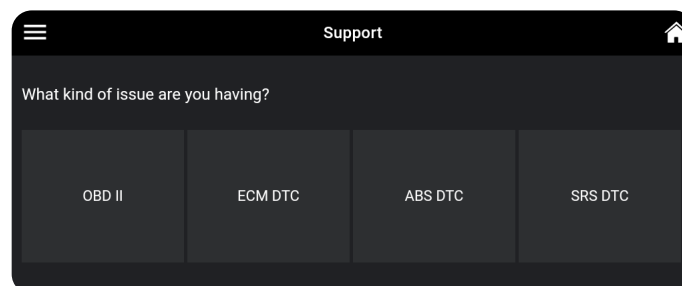 Support
What kind of issue are you having?
OBD II
ECM DTC
ABS DTC
SRS DTC